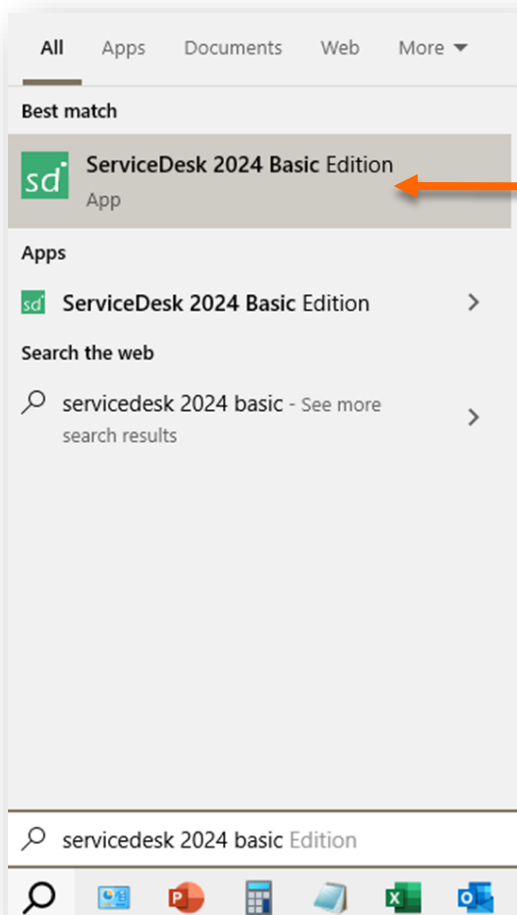 All Apps Documents Web More
Best match
sd ServiceDesk 2024 Basic Edition
App
Apps
sd ServiceDesk 2024 Basic Edition
Search the web
servicedesk 2024 basic - See more
search results
servicedesk 2024 basic Edition
P X O